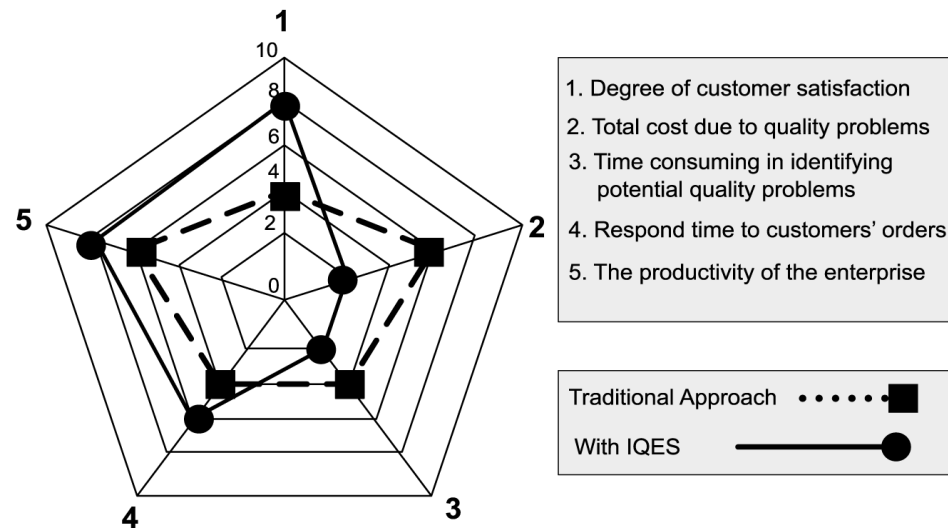 1
10
8
6
4
2
0
5
2
4
3
1. Degree of customer satisfaction
2. Total cost due to quality problems
3. Time consuming in identifying
potential quality problems
4. Respond time to customers’ orders
5. The productivity of the enterprise
Traditional Approach
With IQES